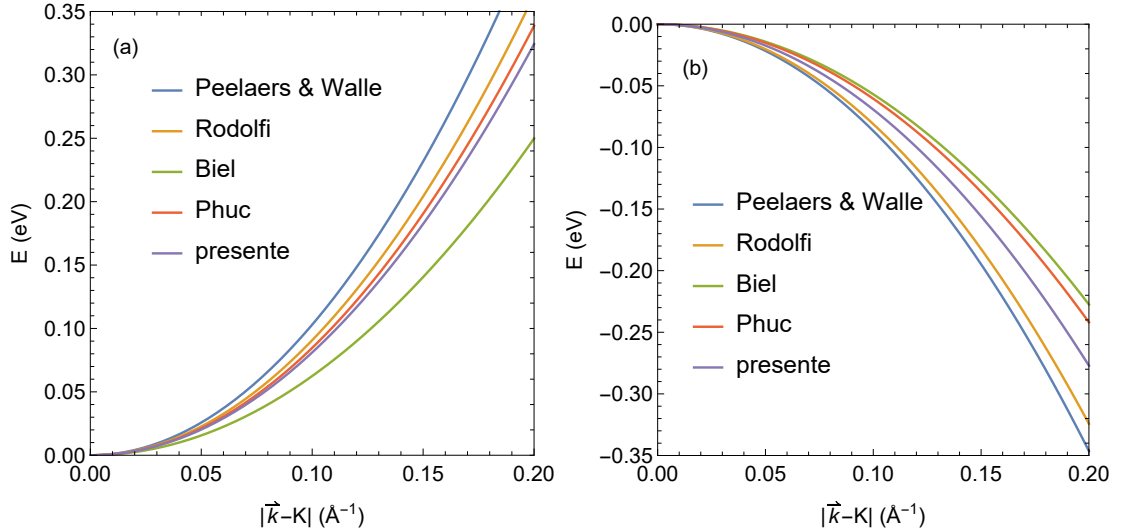 (a)
Peelaers & Walle
Rodolfi
Biel
Phuc
presente
E (eV)
0.35
0.30
0.25
0.20
0.15
0.10
0.05
0.00
0.00 0.05 0.10 0.15 0.20
|k⃗-K| (Å⁻¹)
(b)
Peelaers & Walle
Rodolfi
Biel
Phuc
presente
E (eV)
0.00
-0.05
-0.10
-0.15
-0.20
-0.25
-0.30
-0.35
0.00 0.05 0.10 0.15 0.20
|k⃗-K| (Å⁻¹)